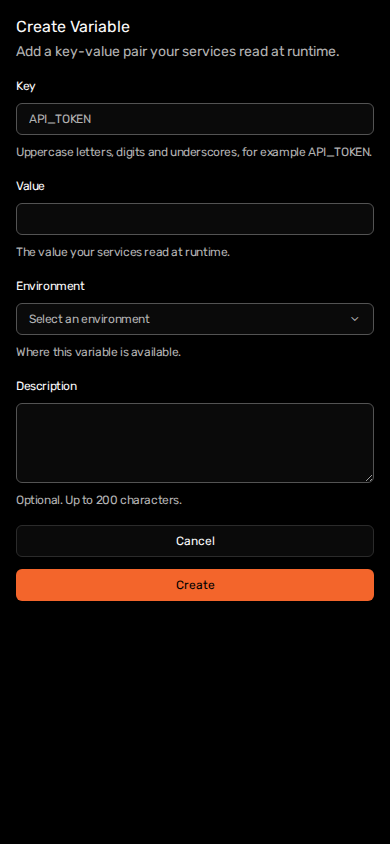 Create Variable
Add a key-value pair your services read at runtime.
Key
API_TOKEN
Uppercase letters, digits and underscores, for example API_TOKEN.
Value
The value your services read at runtime.
Environment
Select an environment
Where this variable is available.
Description
Optional. Up to 200 characters.
Cancel
Create